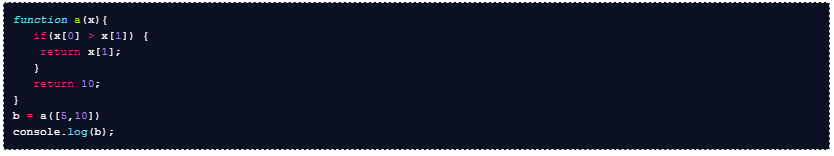 function a(x){
   if(x[0] > x[1]) {
    return x[1];
   }
   return 10;
}
b = a([5,10])
console.log(b);